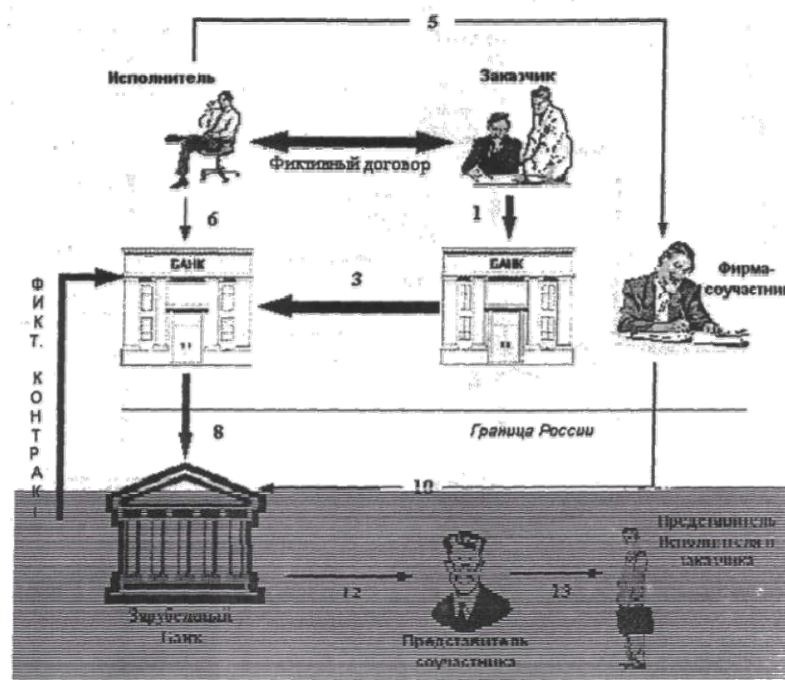 5
Исполнитель
Заказчик
Фиктивный договор
6
1
БАНК
БАНК
3
Фирма-
соучастник
ФИКТ. КОНТРАКТ
8
Граница России
10
12
13
Зарубежный
Банк
Представитель
соучастника
Представитель
Исполнителя и
заказчика